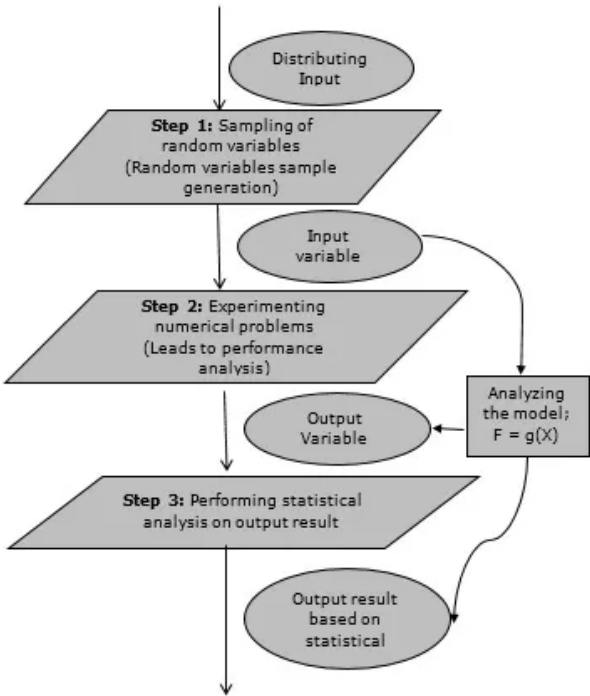 Distributing
Input
Step 1: Sampling of
random variables
(Random variables sample
generation)
Input
variable
Step 2: Experimenting
numerical problems
(Leads to performance
analysis)
Analyzing
the model;
F = g(X)
Output
Variable
Step 3: Performing statistical
analysis on output result
Output result
based on
statistical